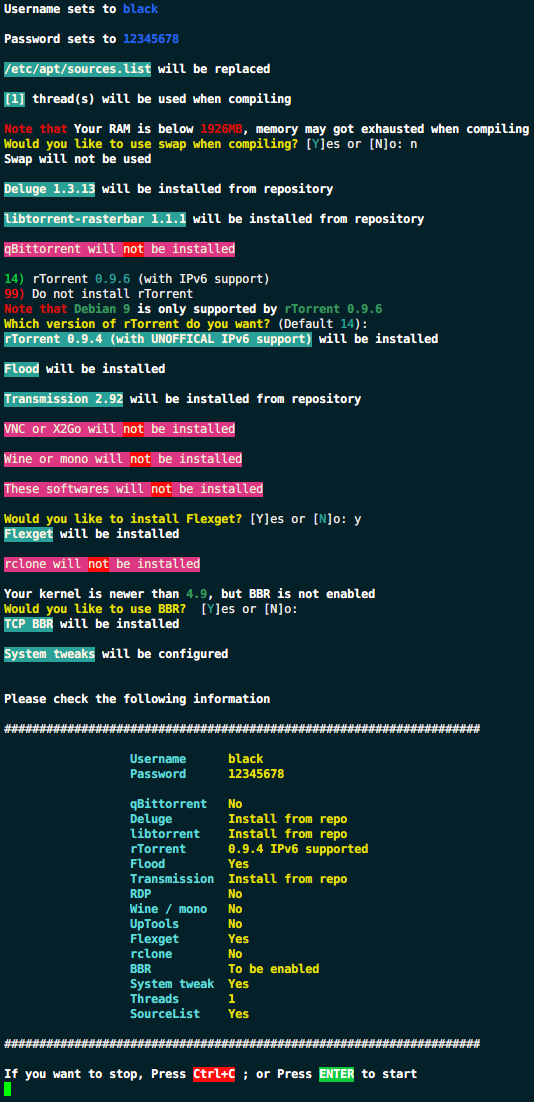 Username sets to black
Password sets to 12345678
/etc/apt/sources.list will be replaced
[1] thread(s) will be used when compiling
Note that Your RAM is below 1926MB, memory may got exhausted when compiling
Would you like to use swap when compiling? [Y]es or [N]o: n
Swap will not be used
Deluge 1.3.13 will be installed from repository
libtorrent-rasterbar 1.1.1 will be installed from repository
qBittorrent will not be installed
14) rTorrent 0.9.6 (with IPv6 support)
99) Do not install rTorrent
Note that Debian 9 is only supported by rTorrent 0.9.6
Which version of rTorrent do you want? (Default 14):
rTorrent 0.9.4 (with UNOFFICAL IPv6 support) will be installed
Flood will be installed
Transmission 2.92 will be installed from repository
VNC or X2Go will not be installed
Wine or mono will not be installed
These softwares will not be installed
Would you like to install Flexget? [Y]es or [N]o: y
Flexget will be installed
rclone will not be installed
Your kernel is newer than 4.9, but BBR is not enabled
Would you like to use BBR? [Y]es or [N]o:
TCP BBR will be installed
System tweaks will be configured
Please check the following information
####################################################################
Username black
Password 12345678
qBittorrent No
Deluge Install from repo
libtorrent Install from repo
rTorrent 0.9.4 IPv6 supported
Flood Yes
Transmission Install from repo
RDP No
Wine / mono No
UpTools No
Flexget Yes
rclone No
BBR To be enabled
System tweak Yes
Threads 1
SourceList Yes
####################################################################
If you want to stop, Press Ctrl+C ; or Press ENTER to start